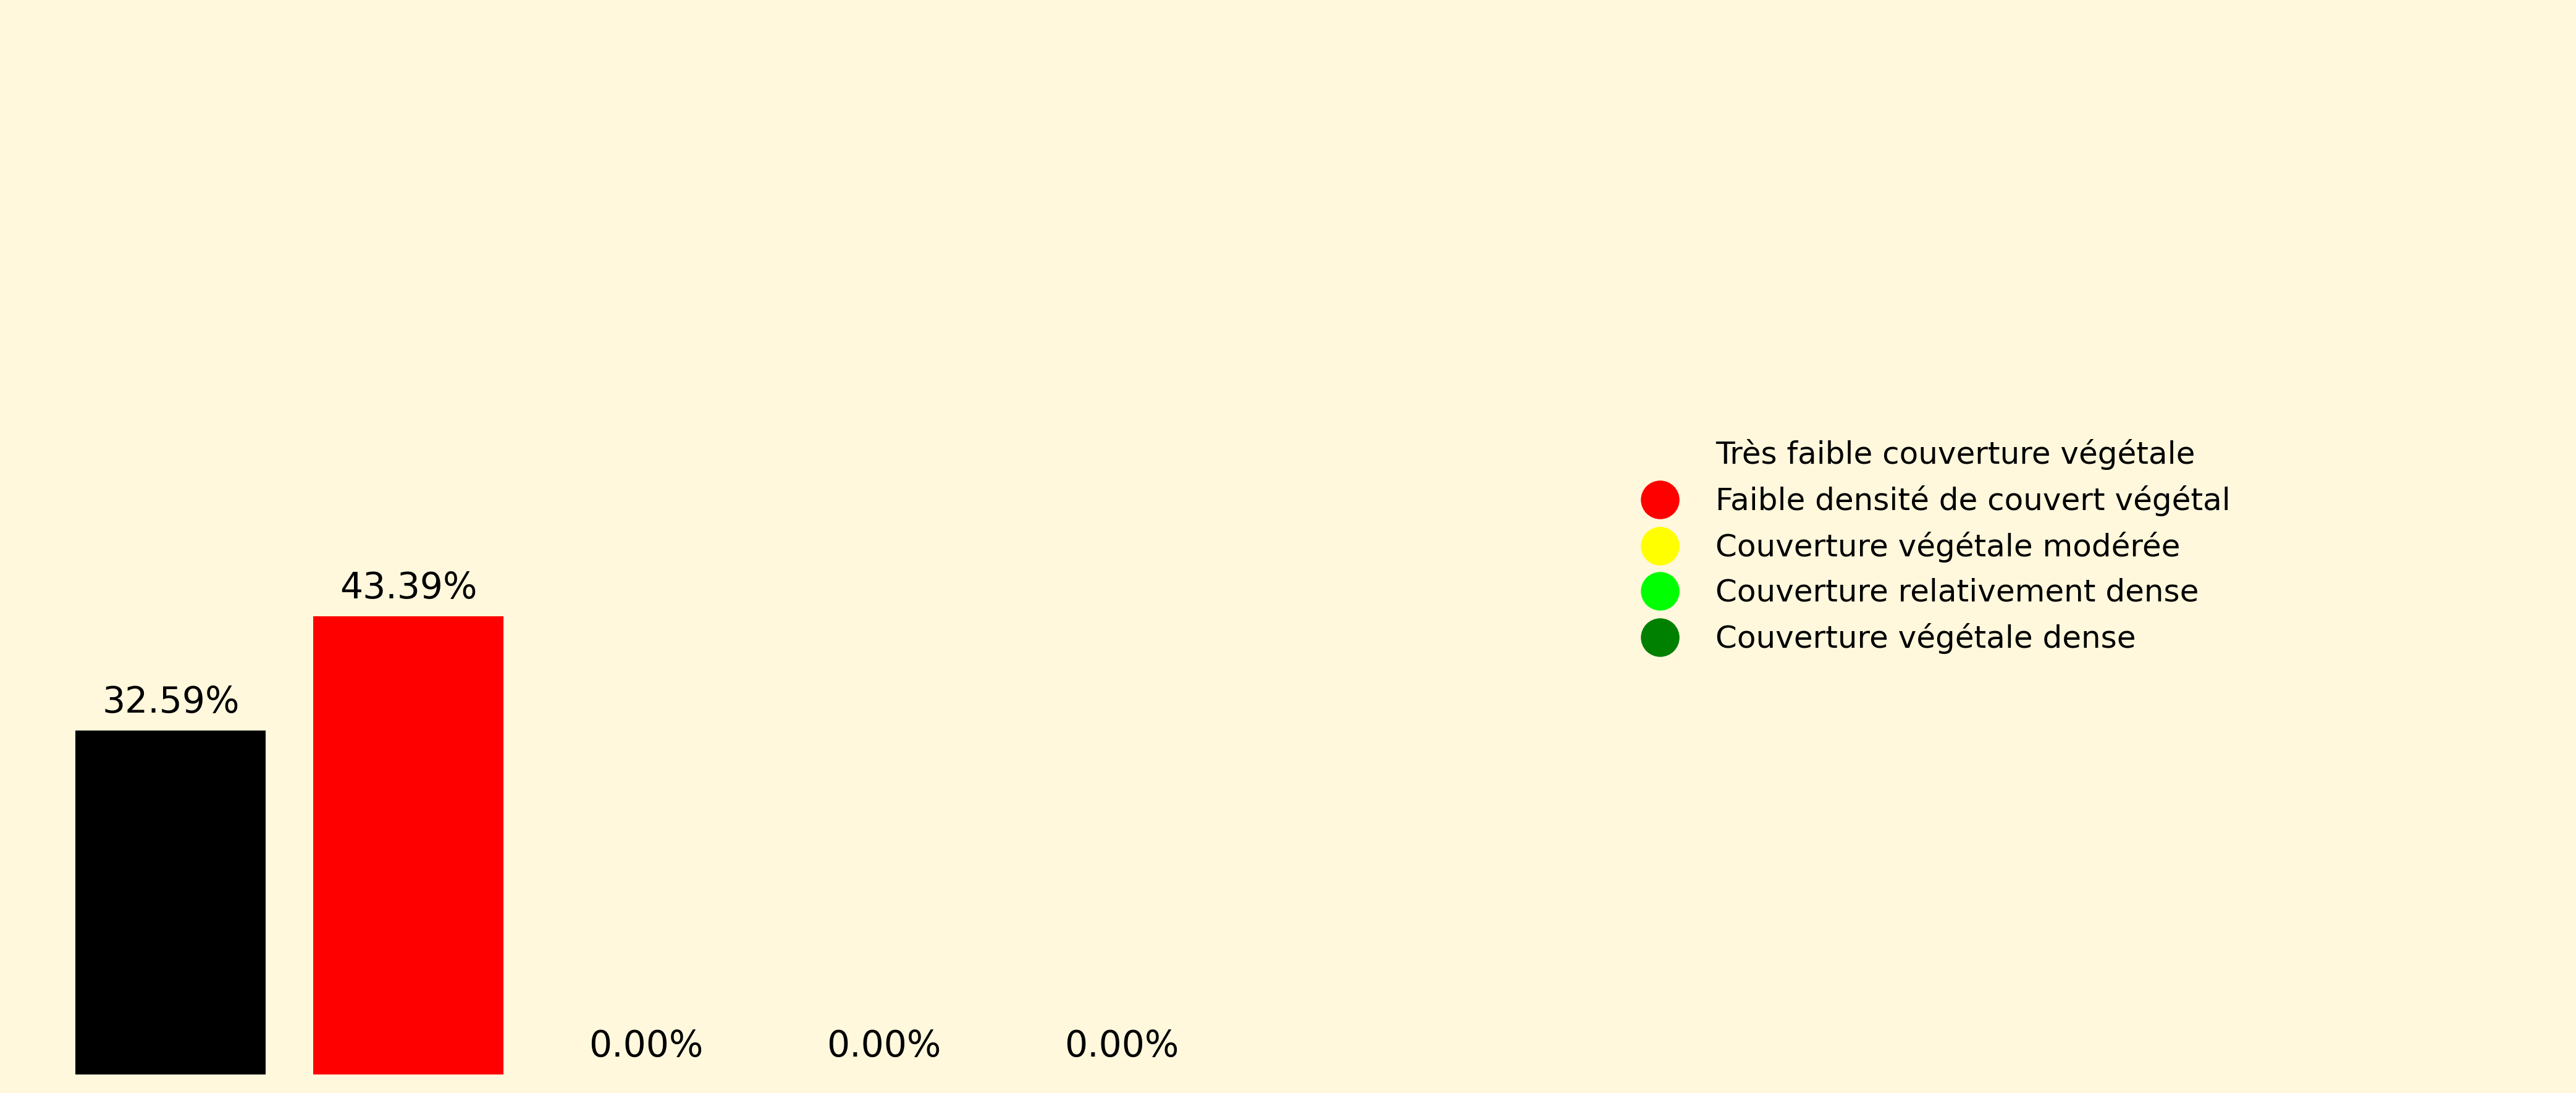 43.39%
32.59%
0.00% 0.00% 0.00%
Très faible couverture végétale
Faible densité de couvert végétal
Couverture végétale modérée
Couverture relativement dense
Couverture végétale dense